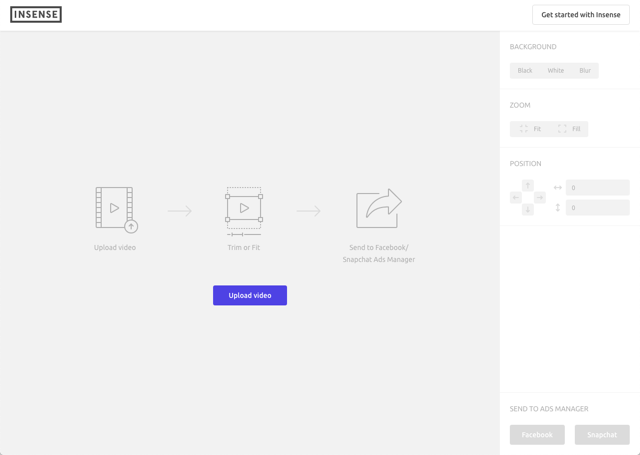 INSENSE
Get started with Insense
BACKGROUND
Black White Blur
ZOOM
Fit Fill
POSITION
0
0
Upload video
Trim or Fit
Send to Facebook/
Snapchat Ads Manager
Upload video
SEND TO ADS MANAGER
Facebook Snapchat